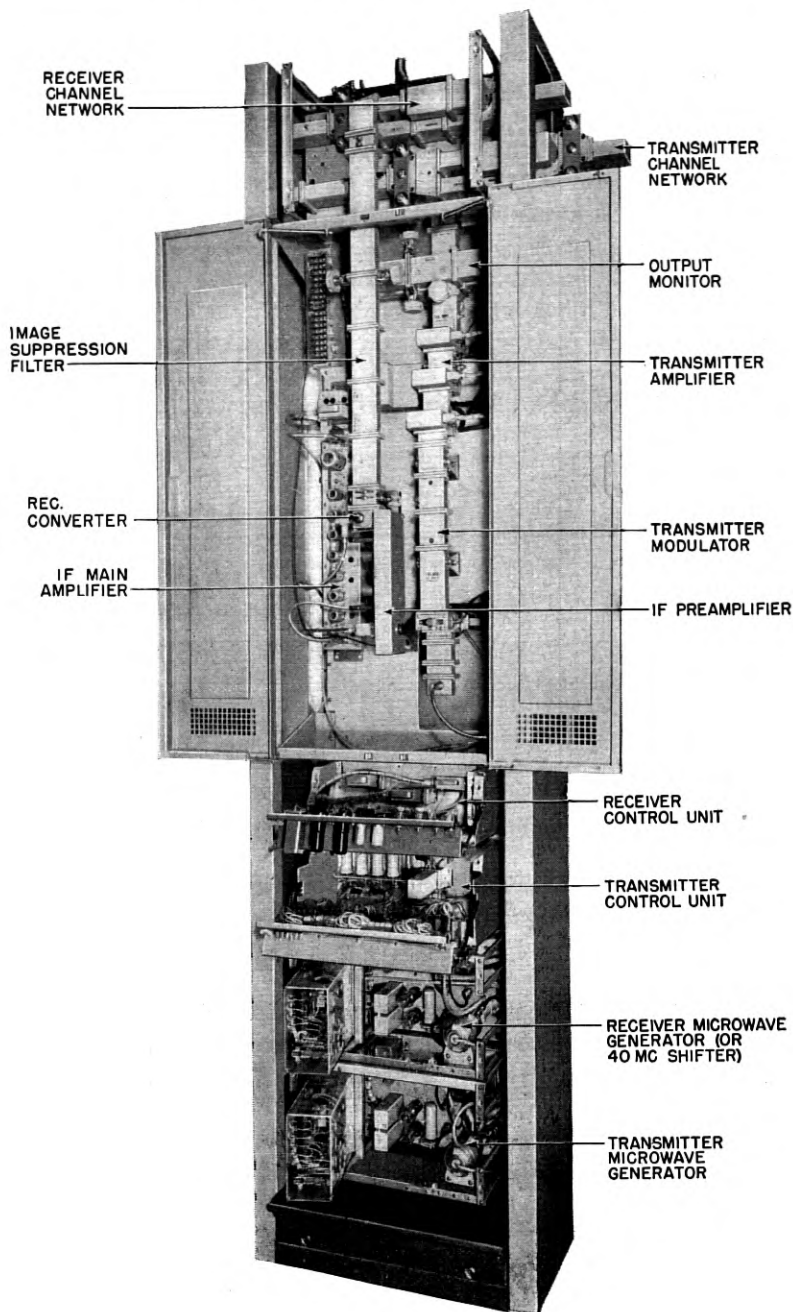 RECEIVER
CHANNEL
NETWORK
TRANSMITTER
CHANNEL
NETWORK
OUTPUT
MONITOR
IMAGE
SUPPRESSION
FILTER
TRANSMITTER
AMPLIFIER
REC.
CONVERTER
TRANSMITTER
MODULATOR
IF MAIN
AMPLIFIER
IF PREAMPLIFIER
RECEIVER
CONTROL UNIT
TRANSMITTER
CONTROL UNIT
RECEIVER MICROWAVE
GENERATOR (OR
40 MC SHIFTER)
TRANSMITTER
MICROWAVE
GENERATOR